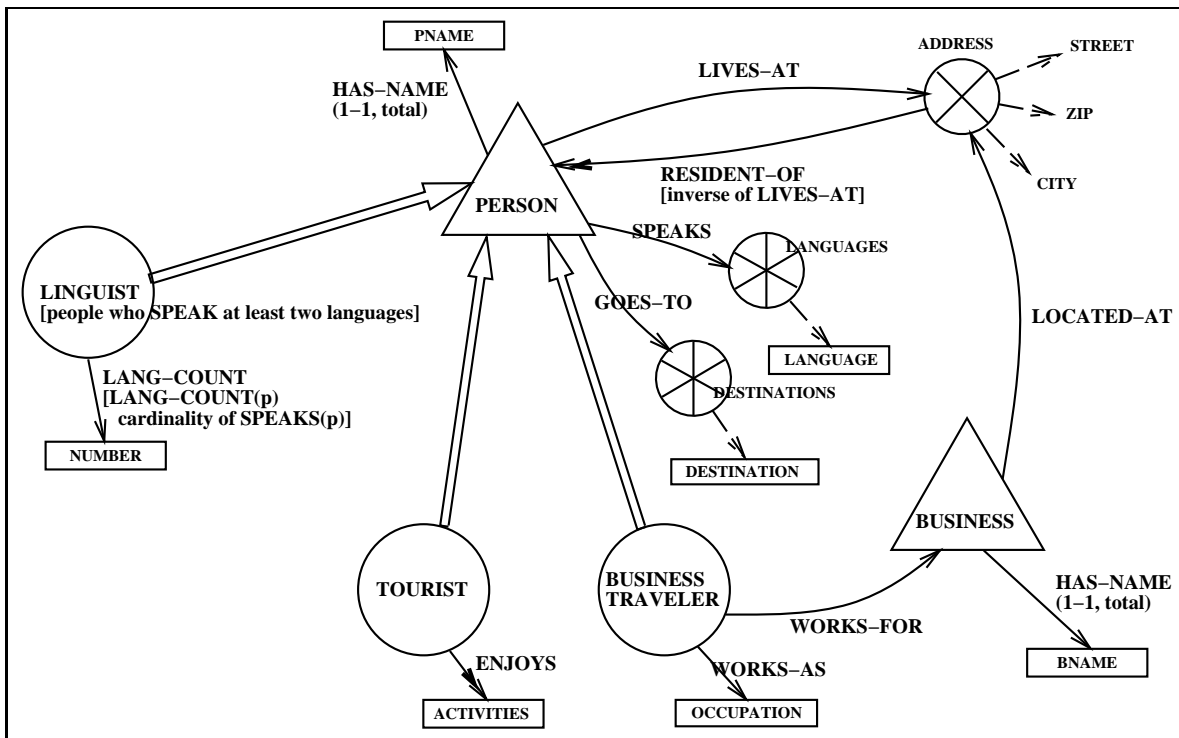 PNAME
ADDRESS
STREET
LIVES–AT
HAS–NAME
(1–1, total)
ZIP
RESIDENT–OF
[inverse of LIVES–AT]
CITY
PERSON
SPEAKS
LANGUAGES
LINGUIST
[people who SPEAK at least two languages]
GOES–TO
LOCATED–AT
LANGUAGE
LANG–COUNT
[LANG–COUNT(p)
cardinality of SPEAKS(p)]
DESTINATIONS
NUMBER
DESTINATION
BUSINESS
TOURIST
BUSINESS
TRAVELER
HAS–NAME
(1–1, total)
WORKS–FOR
ENJOYS
WORKS–AS
BNAME
ACTIVITIES
OCCUPATION